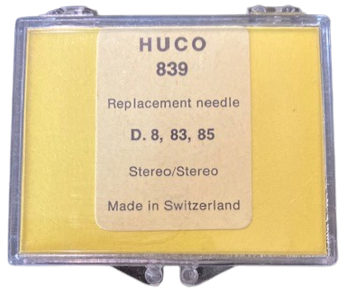 HUCO
839
Replacement needle
D. 8, 83, 85
Stereo/Stereo
Made in Switzerland